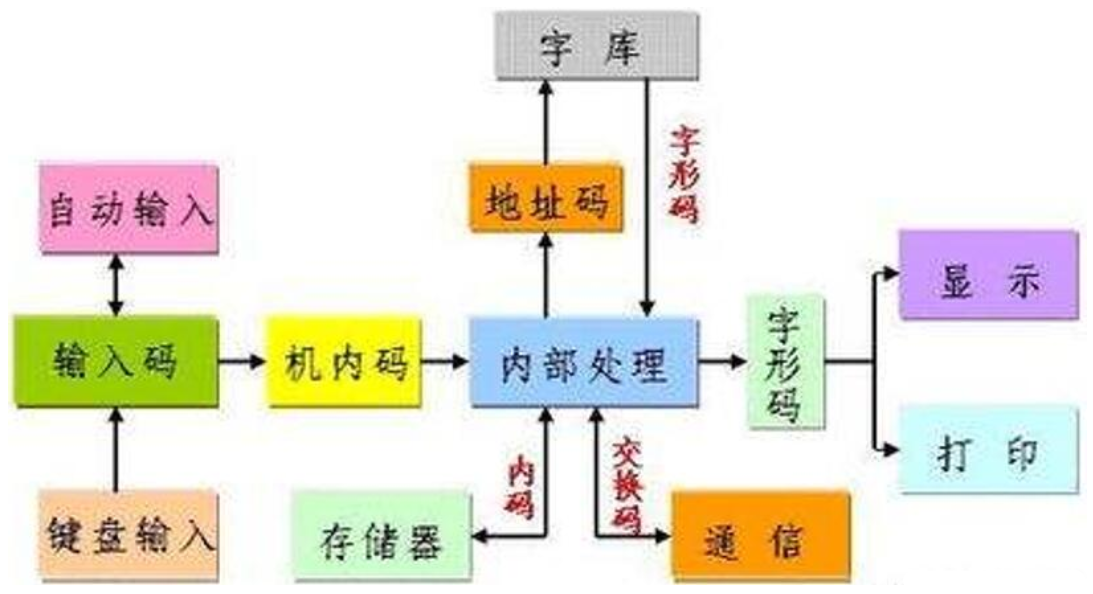 字 库
字形码
地址码
自动输入
显 示
输入码
机内码
内部处理
字形码
打 印
内码
交换码
键盘输入
存储器
通 信